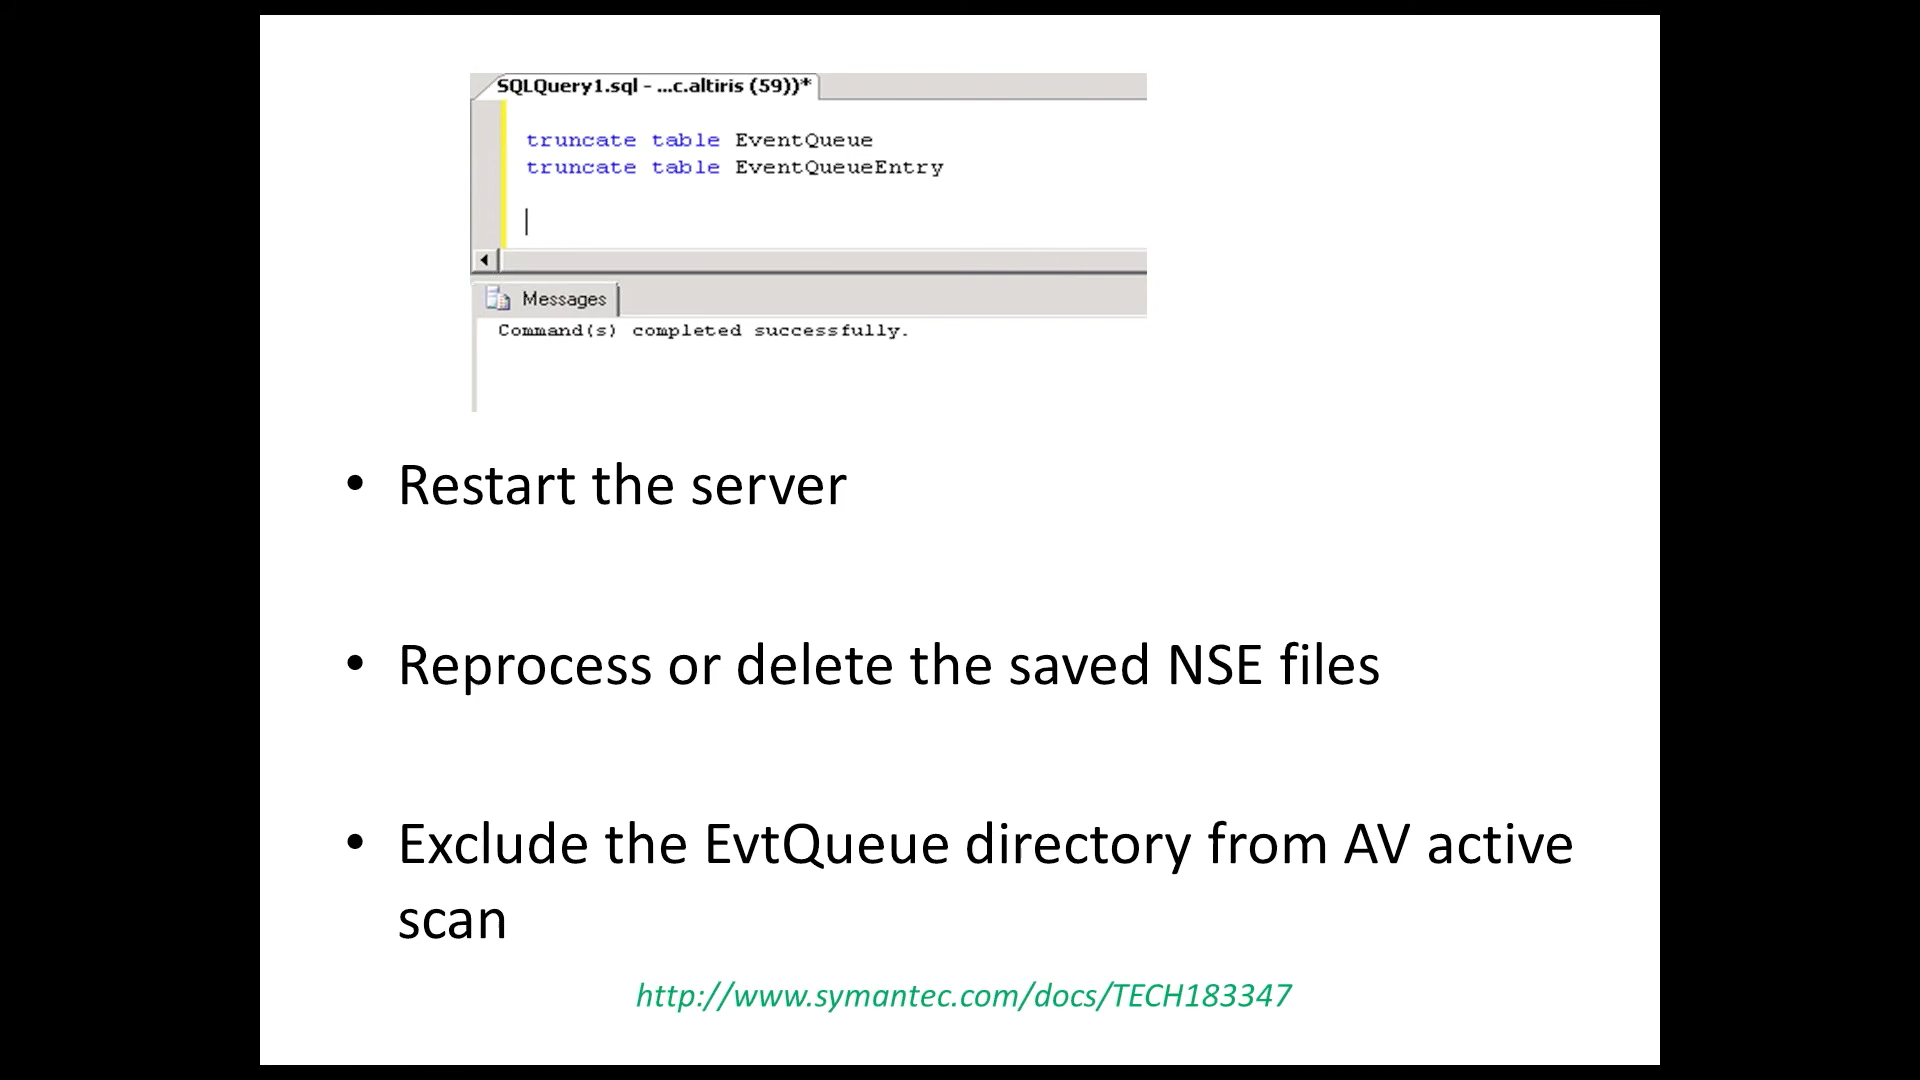 SQLQuery1.sql - ...c.altiris (59))*
truncate table EventQueue
truncate table EventQueueEntry
Messages
Command(s) completed successfully.
• Restart the server
• Reprocess or delete the saved NSE files
• Exclude the EvtQueue directory from AV active
scan
http://www.symantec.com/docs/TECH183347